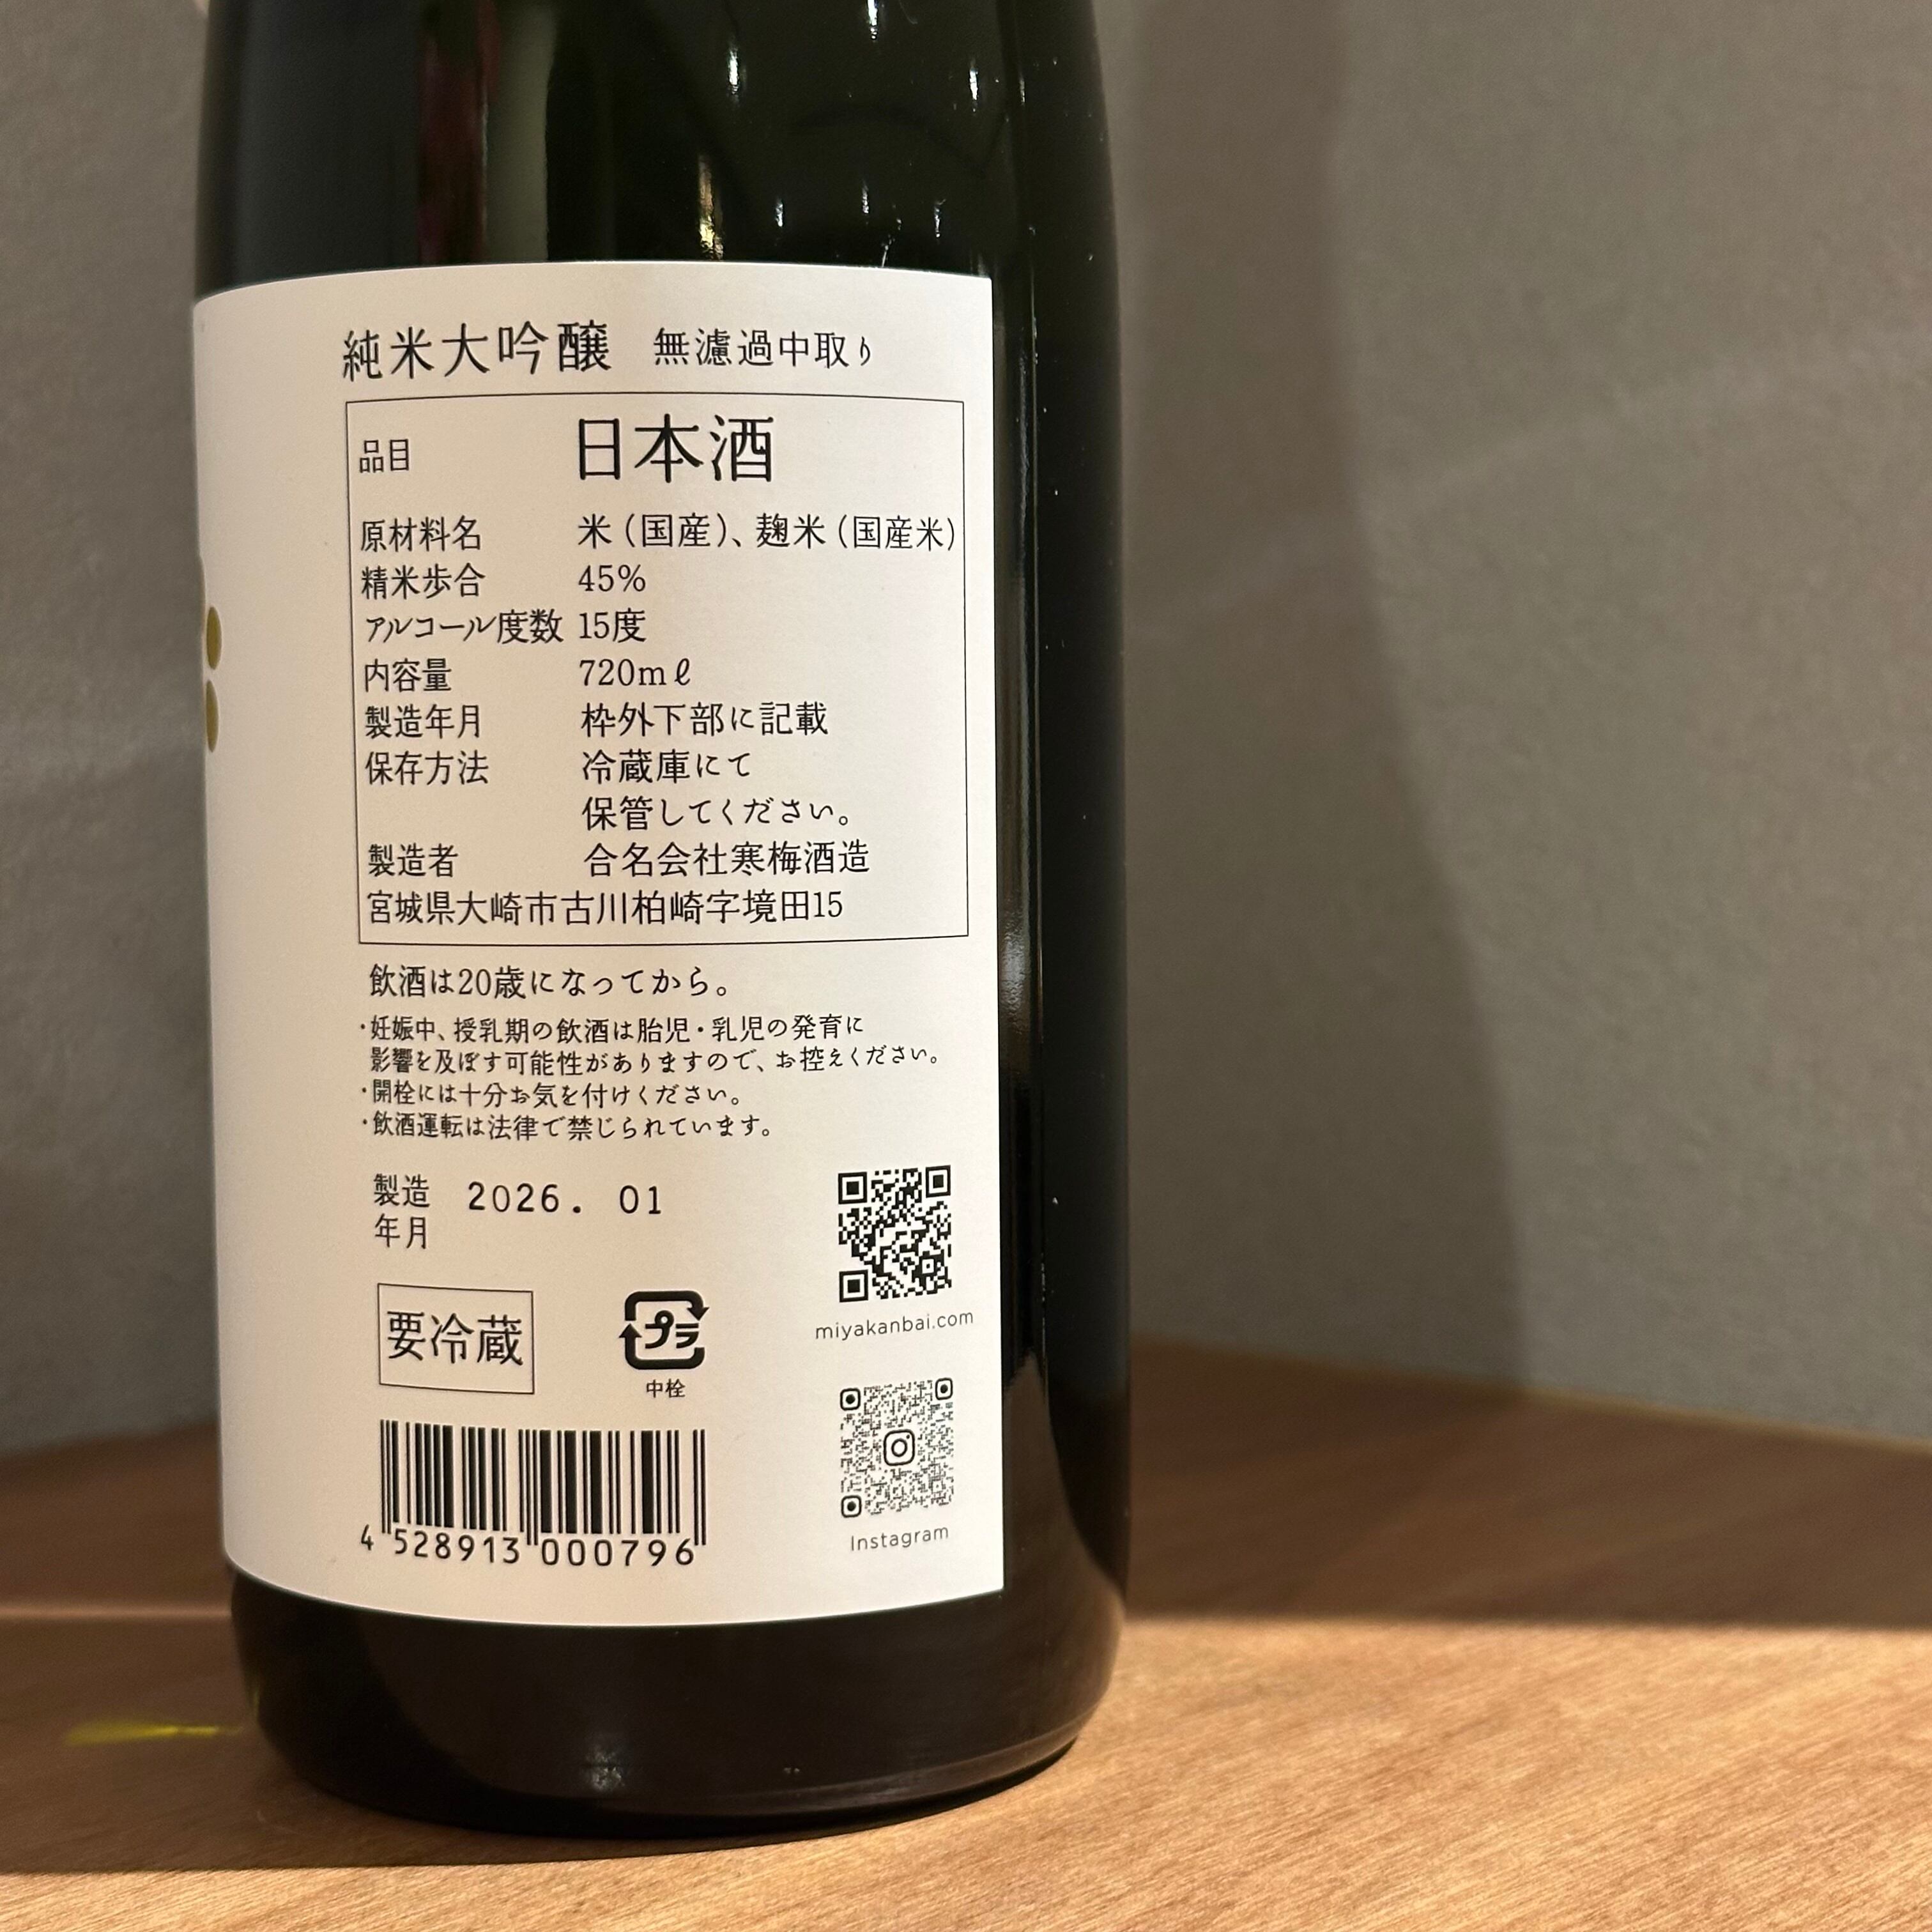 純米大吟醸 無濾過中取り
品目 日本酒
原材料名 米（国産）、麹米（国産米）
精米歩合 45%
アルコール度数 15度
内容量 720mℓ
製造年月 枠外下部に記載
保存方法 冷蔵庫にて
保管してください。
製造者 合名会社寒梅酒造
宮城県大崎市古川柏崎字境田15
飲酒は20歳になってから。
・妊娠中、授乳期の飲酒は胎児・乳児の発育に
影響を及ぼす可能性がありますので、お控えください。
・開栓には十分お気を付けください。
・飲酒運転は法律で禁じられています。
製造
年月
2026. 01
miyakanbai.com
要冷蔵
プラ
中栓
Instagram
4 528913 000796